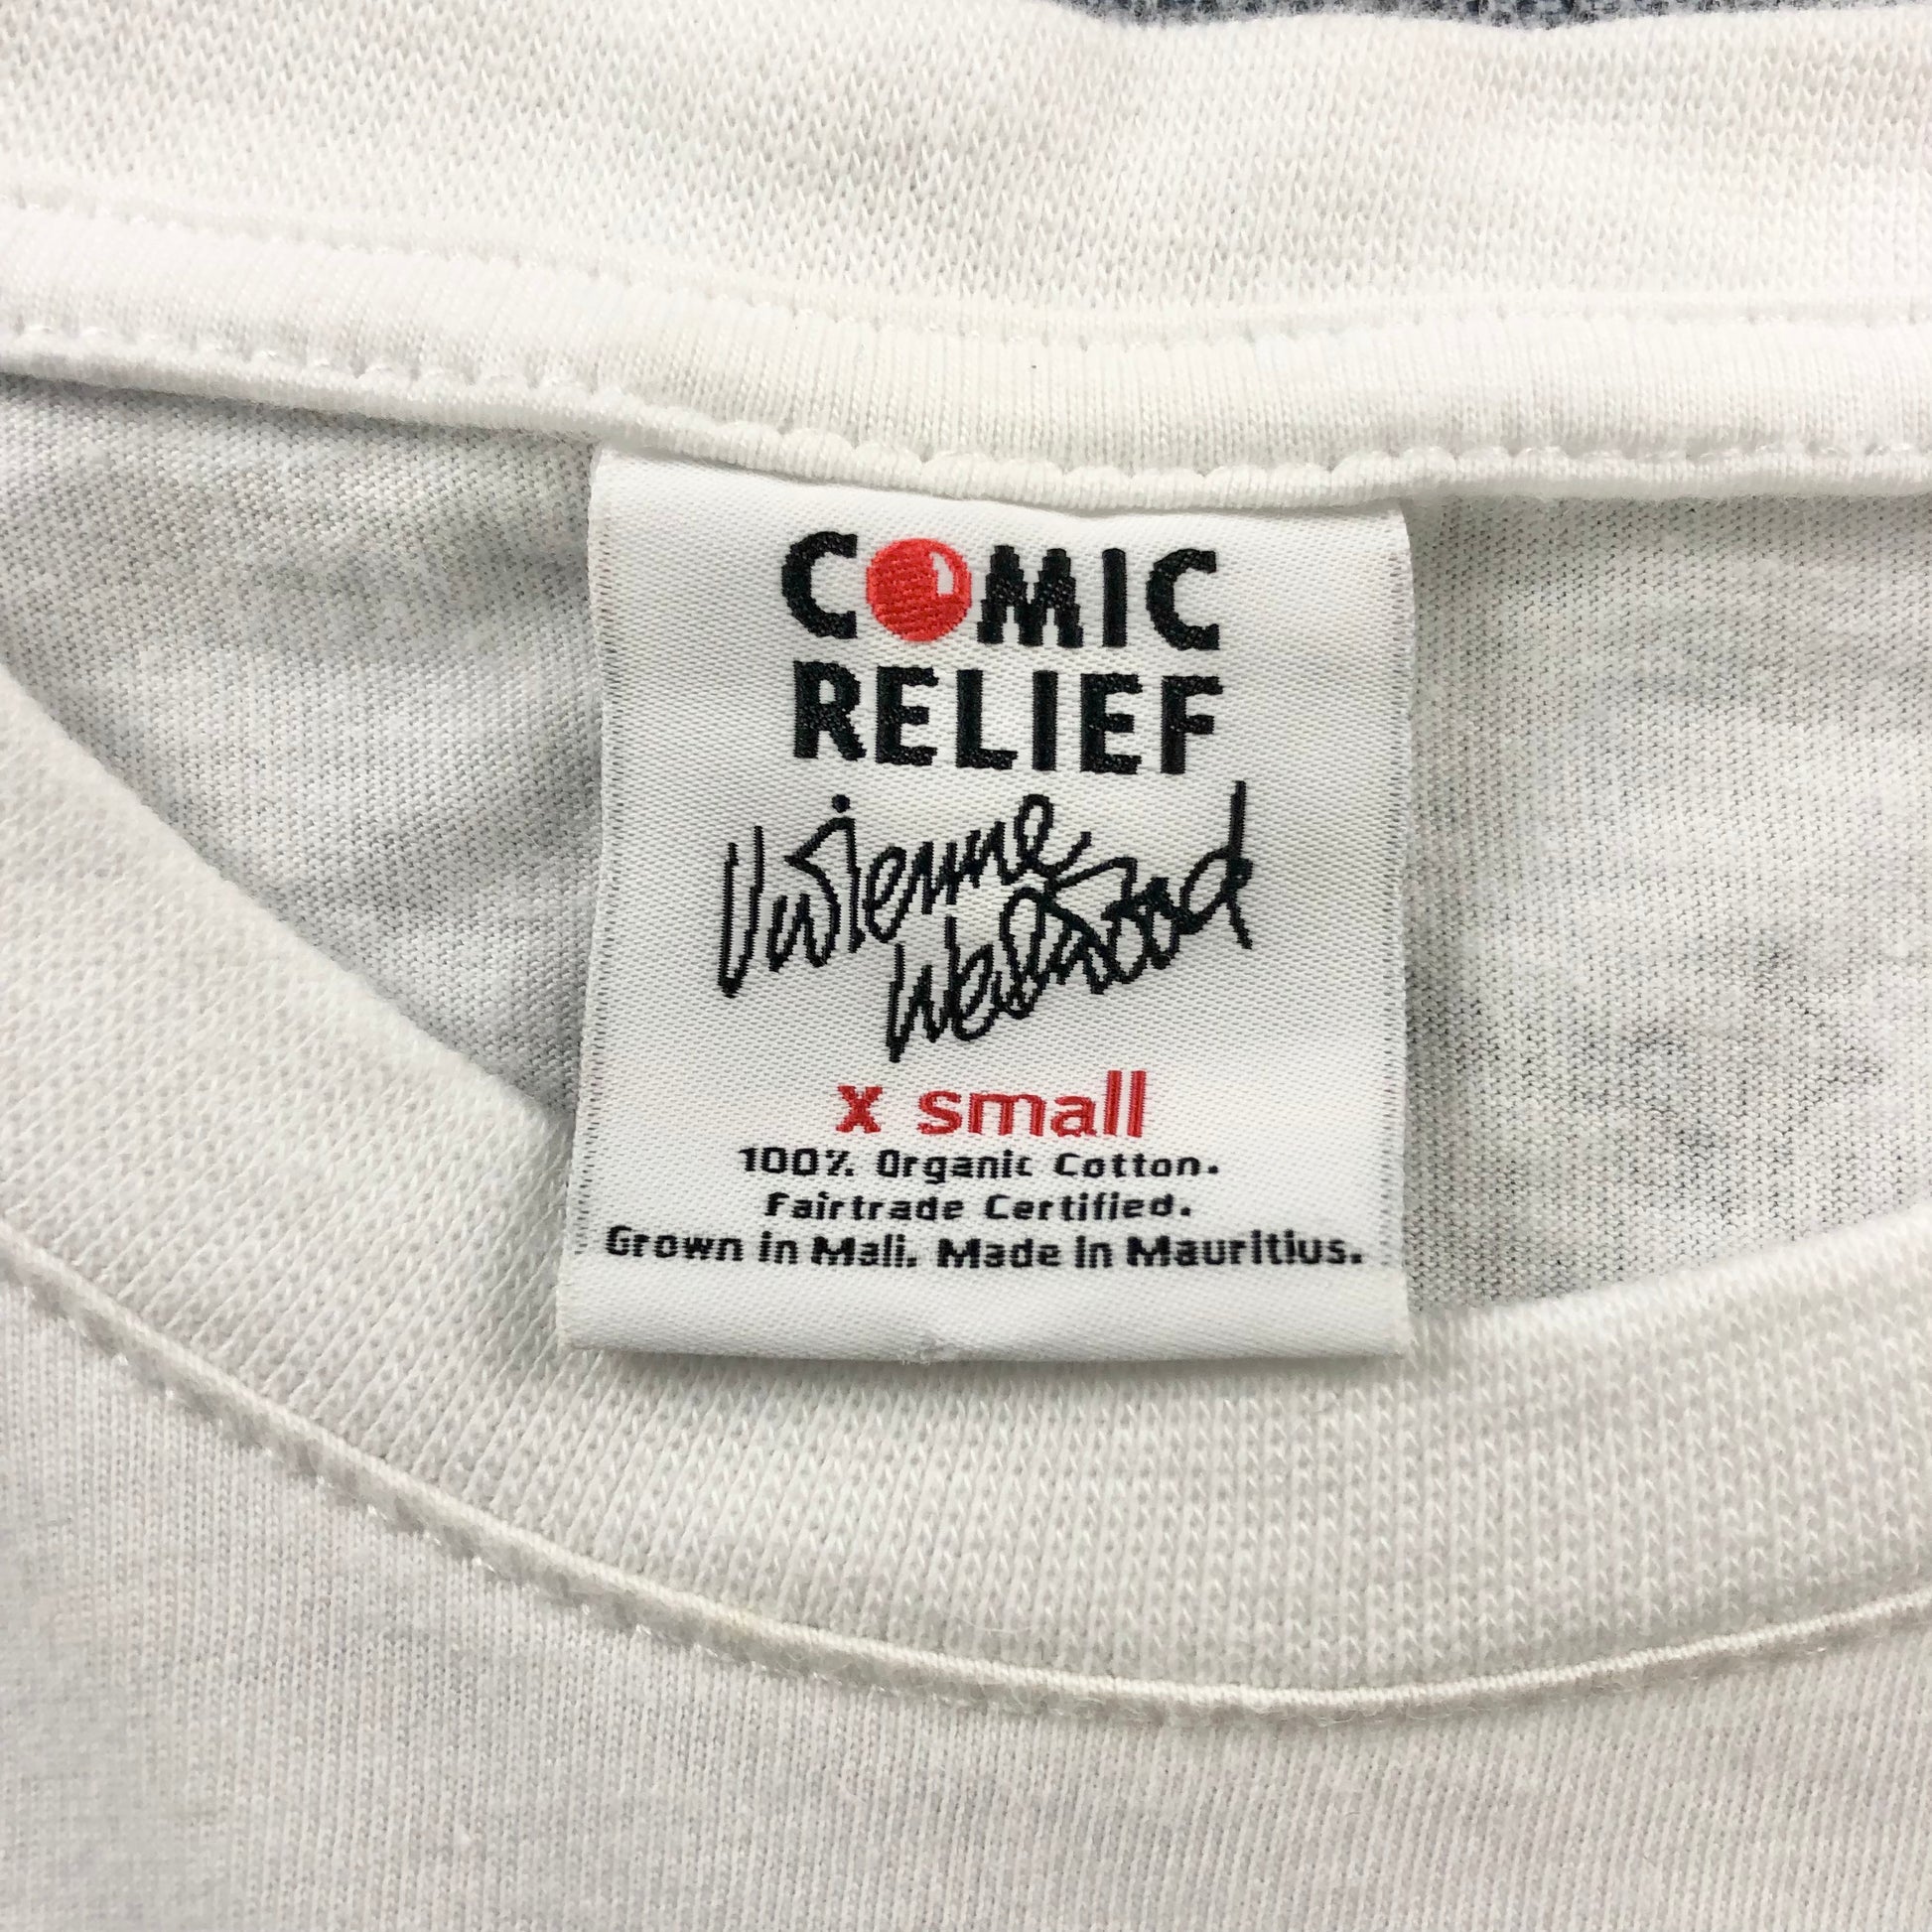 COMIC
RELIEF
Vivienne
Westwood
x small
100% Organic Cotton.
Fairtrade Certified.
Grown in Mali. Made in Mauritius.